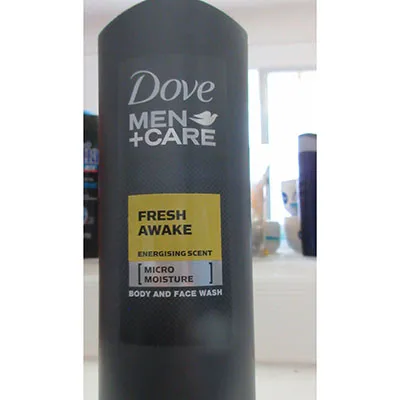 Dove
MEN
+CARE
FRESH
AWAKE
ENERGISING SCENT
[MICRO
MOISTURE]
BODY AND FACE WASH